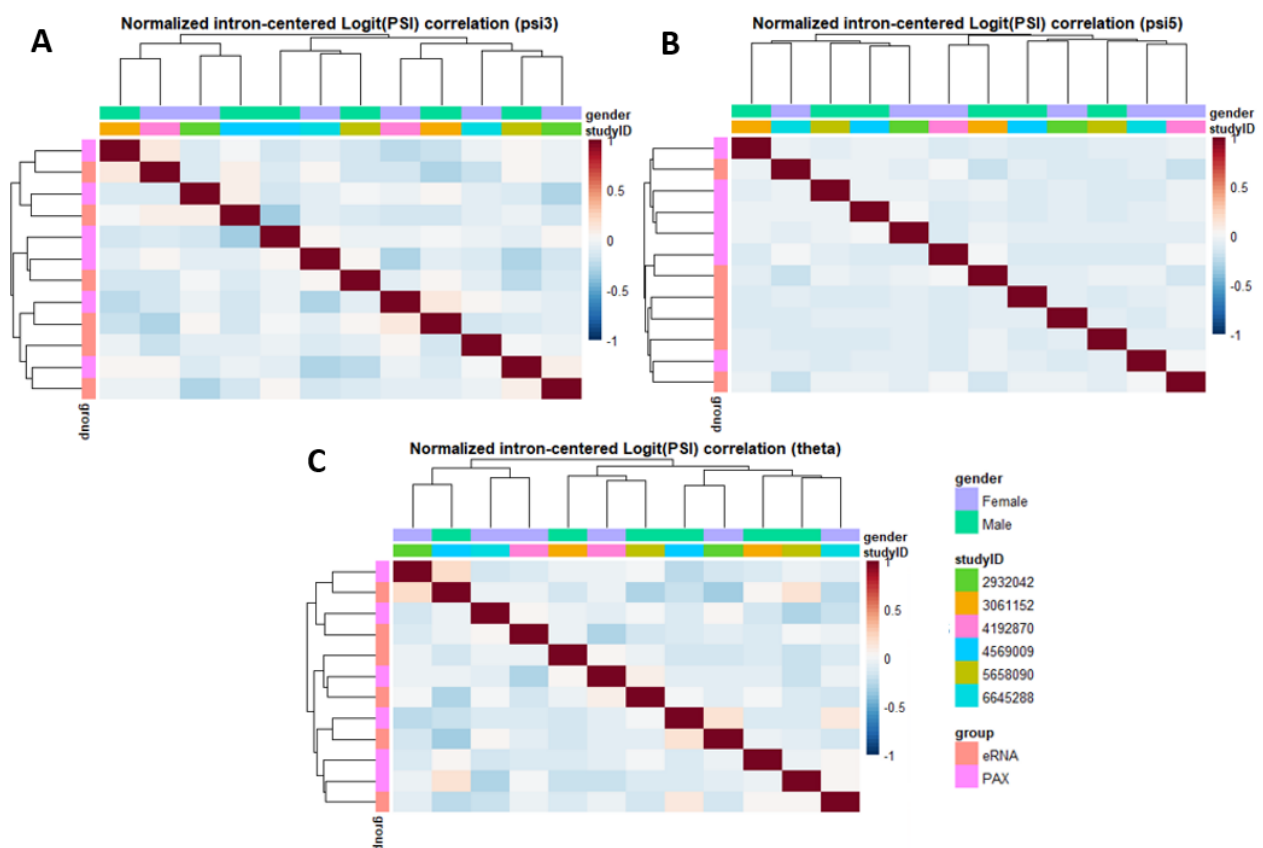 A
Normalized intron-centered Logit(PSI) correlation (psi3)
gender
studyID
1
0.5
0
-0.5
-1
group
B
Normalized intron-centered Logit(PSI) correlation (psi5)
gender
studyID
1
0.5
0
-0.5
-1
group
C
Normalized intron-centered Logit(PSI) correlation (theta)
gender
studyID
1
0.5
0
-0.5
-1
group
gender
Female
Male
studyID
2932042
3061152
4192870
4569009
5658090
6645288
group
eRNA
PAX